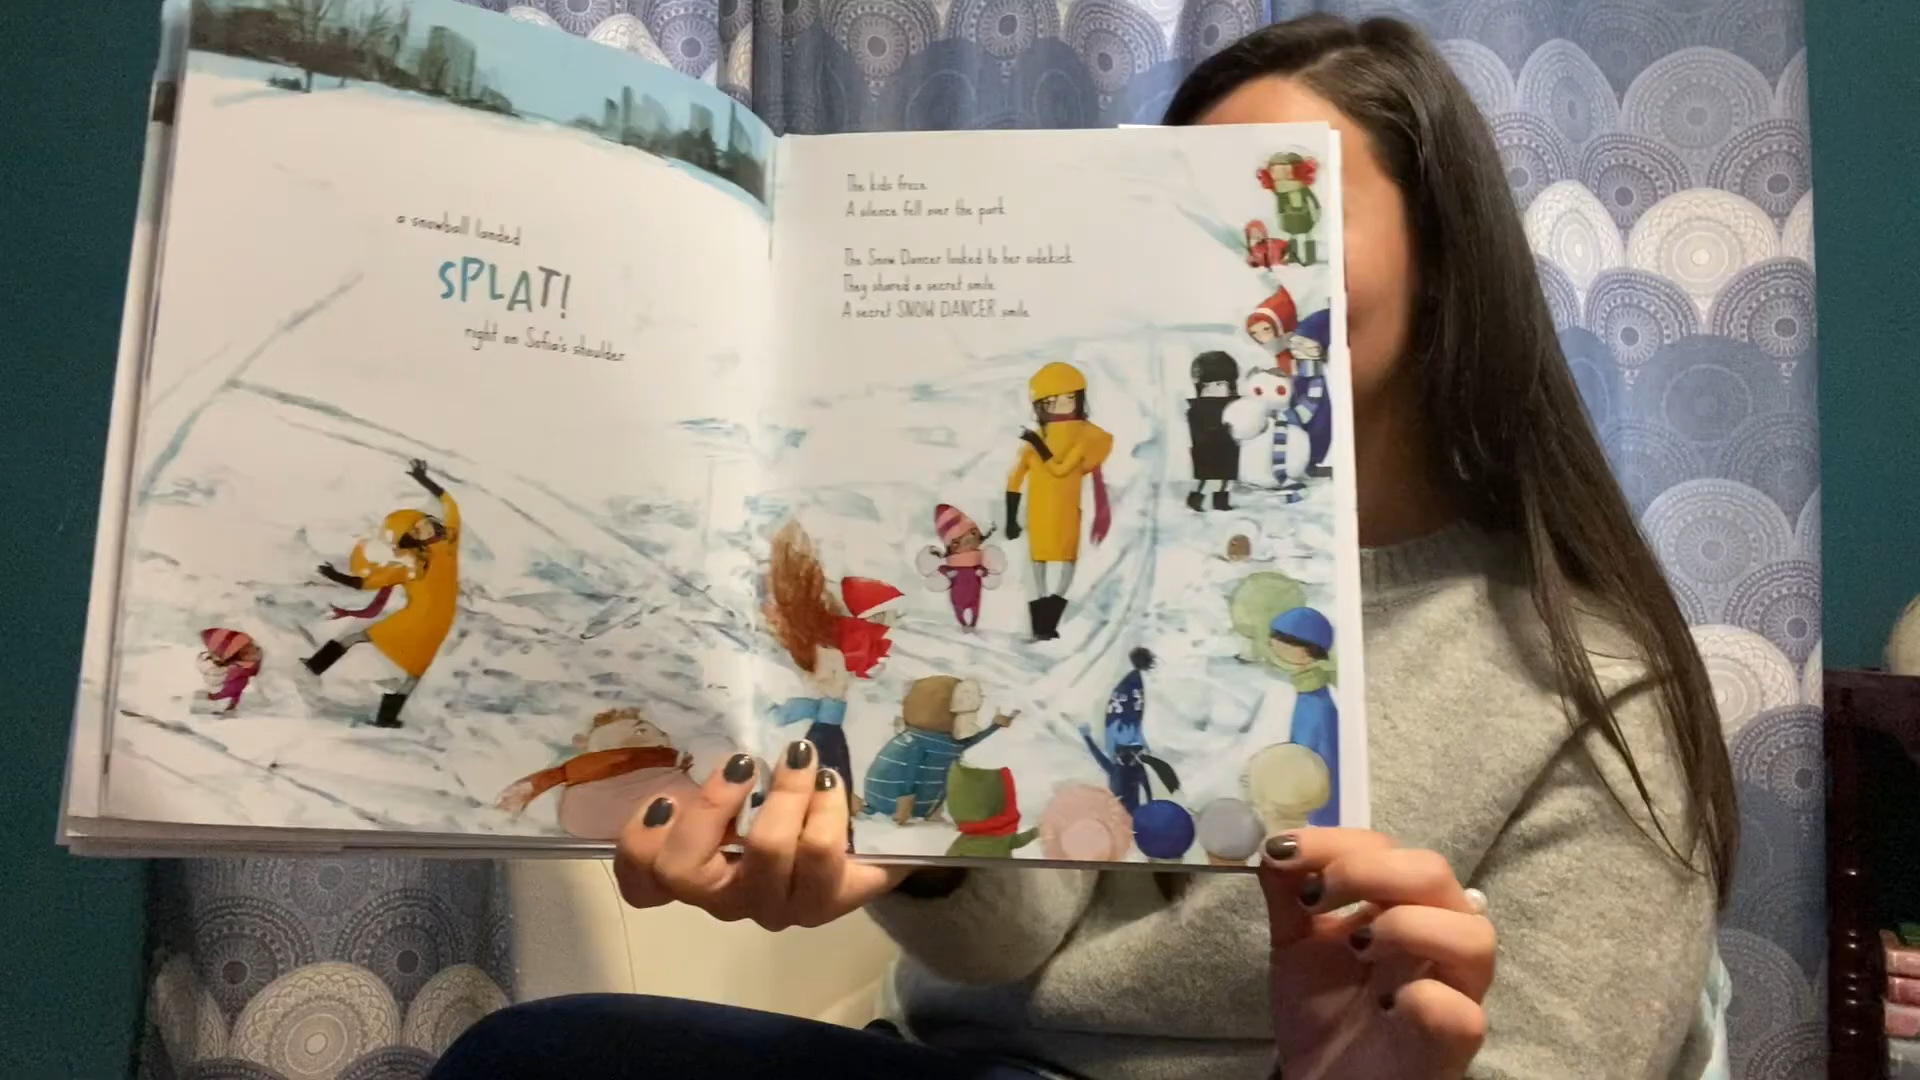 a snowball landed
SPLAT!
right on Sofia's shoulder.
The kids froze.
A silence fell over the park.
The Snow Dancer looked to her sidekick.
They shared a secret smile.
A secret SNOW DANCER smile.